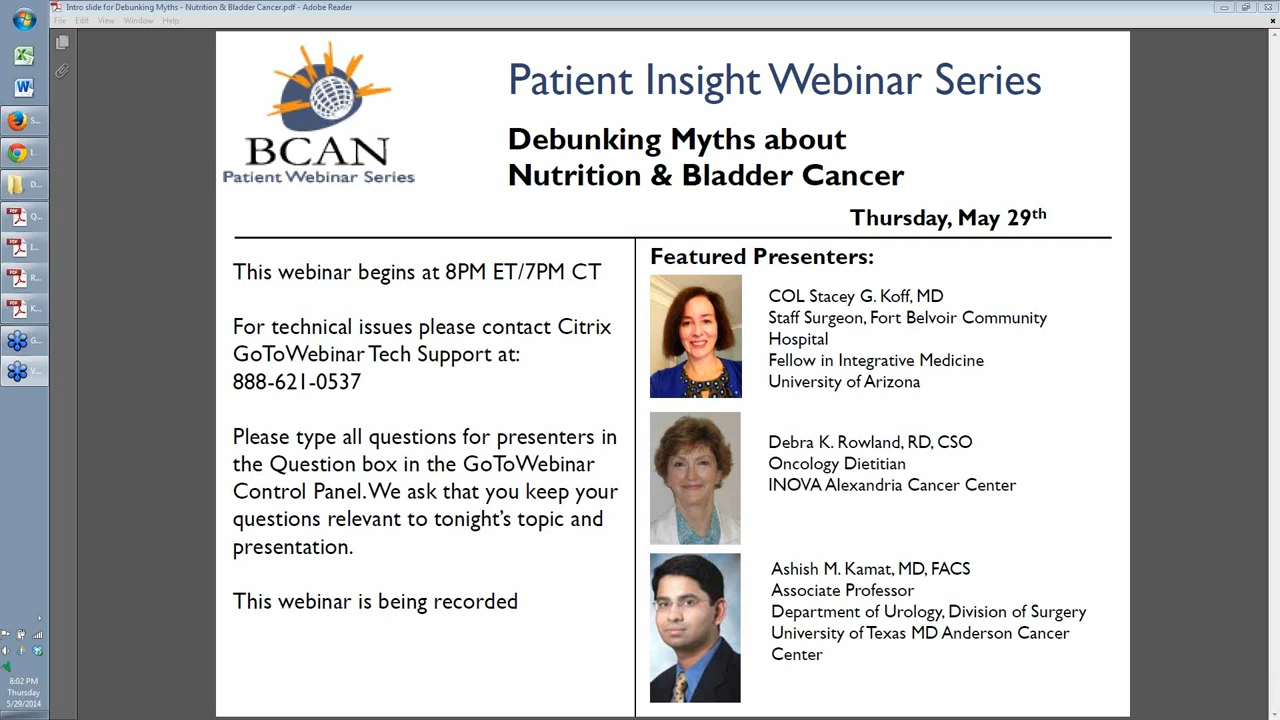 Intro slide for Debunking Myths - Nutrition & Bladder Cancer.pdf - Adobe Reader
File Edit View Window Help
BCAN
Patient Webinar Series
Patient Insight Webinar Series
Debunking Myths about
Nutrition & Bladder Cancer
Thursday, May 29th
This webinar begins at 8PM ET/7PM CT
For technical issues please contact Citrix
GoToWebinar Tech Support at:
888-621-0537
Please type all questions for presenters in
the Question box in the GoToWebinar
Control Panel. We ask that you keep your
questions relevant to tonight's topic and
presentation.
This webinar is being recorded
Featured Presenters:
COL Stacey G. Koff, MD
Staff Surgeon, Fort Belvoir Community
Hospital
Fellow in Integrative Medicine
University of Arizona
Debra K. Rowland, RD, CSO
Oncology Dietitian
INOVA Alexandria Cancer Center
Ashish M. Kamat, MD, FACS
Associate Professor
Department of Urology, Division of Surgery
University of Texas MD Anderson Cancer
Center
S...
I...
D...
Q...
I...
R...
K...
G...
V...
8:02 PM
Thursday
5/29/2014